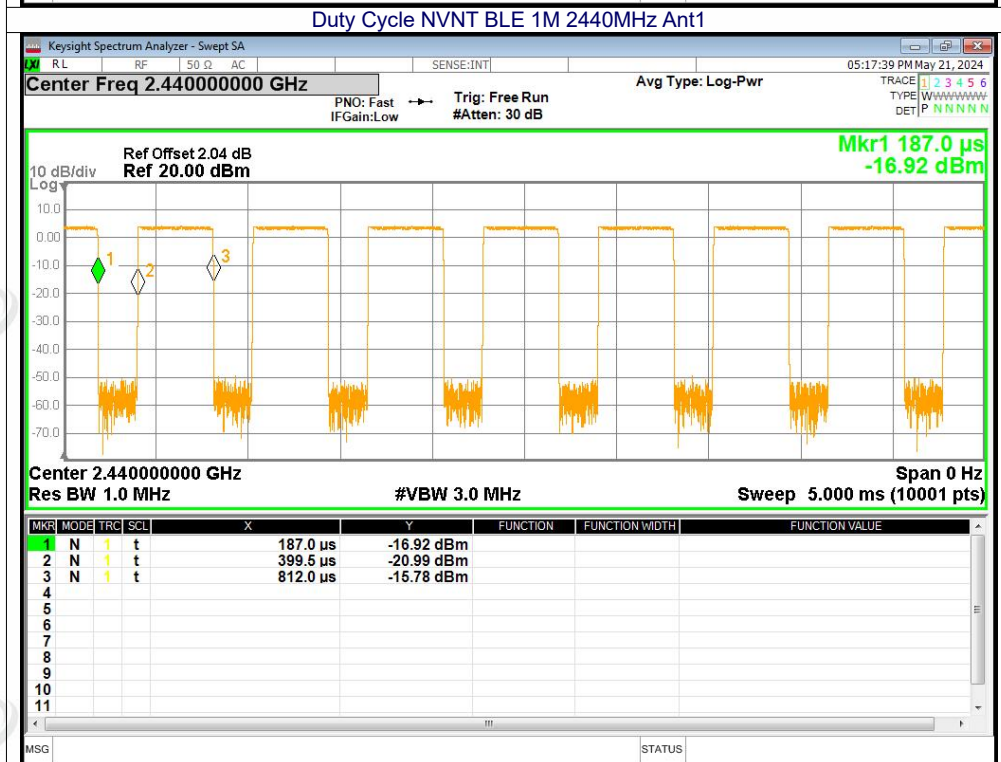 Duty Cycle NVNT BLE 1M 2440MHz Ant1
Keysight Spectrum Analyzer - Swept SA
LXI RL RF 50 Ω AC SENSE:INT 05:17:39 PM May 21, 2024
Center Freq 2.440000000 GHz
PNO: Fast
IFGain:Low
Trig: Free Run
#Atten: 30 dB
Avg Type: Log-Pwr
TRACE 1 2 3 4 5 6
TYPE WWWWWW
DET P N N N N N
Mkr1 187.0 µs
-16.92 dBm
Ref Offset 2.04 dB
10 dB/div Ref 20.00 dBm
Log
10.0
0.00
-10.0
-20.0
-30.0
-40.0
-50.0
-60.0
-70.0
1
2
3
Center 2.440000000 GHz Span 0 Hz
Res BW 1.0 MHz #VBW 3.0 MHz Sweep 5.000 ms (10001 pts)
MKR MODE TRC SCL X Y FUNCTION FUNCTION WIDTH FUNCTION VALUE
1 N 1 t 187.0 µs -16.92 dBm
2 N 1 t 399.5 µs -20.99 dBm
3 N 1 t 812.0 µs -15.78 dBm
4
5
6
7
8
9
10
11
MSG STATUS